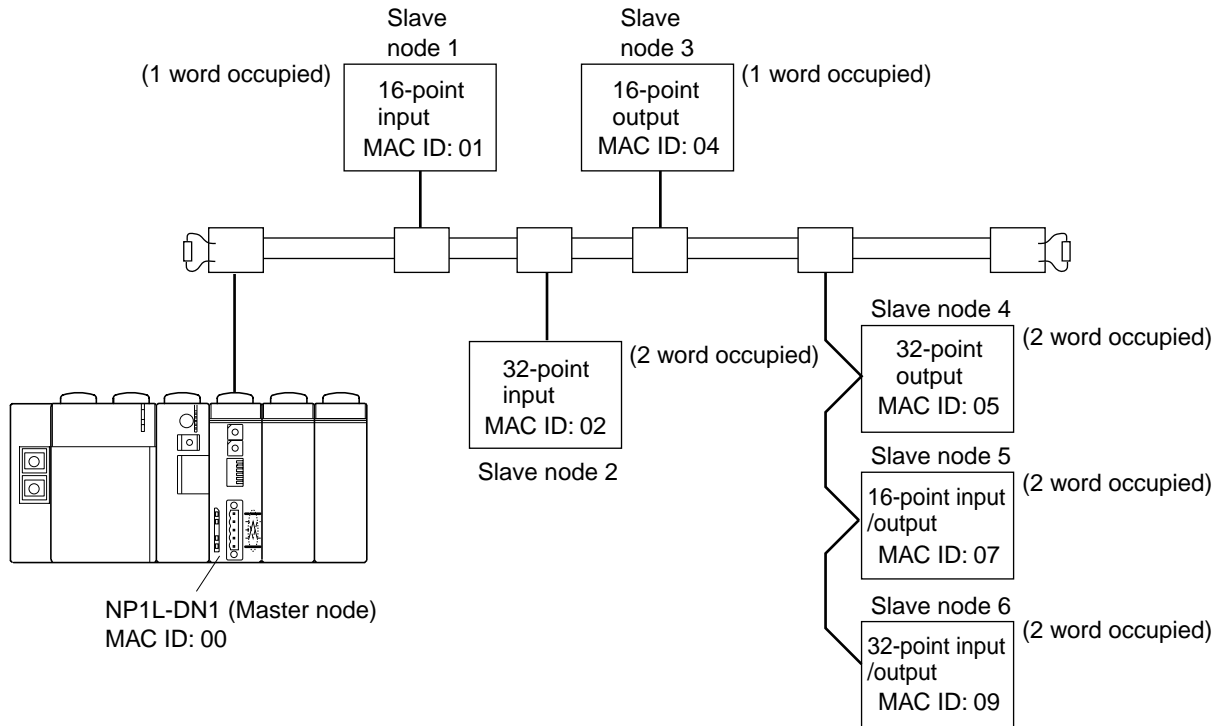 Slave
node 1
(1 word occupied)
16-point
input
MAC ID: 01
Slave
node 3
(1 word occupied)
16-point
output
MAC ID: 04
32-point
input
MAC ID: 02
(2 word occupied)
Slave node 2
Slave node 4
32-point
output
MAC ID: 05
(2 word occupied)
Slave node 5
16-point input
/output
MAC ID: 07
(2 word occupied)
Slave node 6
32-point input
/output
MAC ID: 09
(2 word occupied)
NP1L-DN1 (Master node)
MAC ID: 00